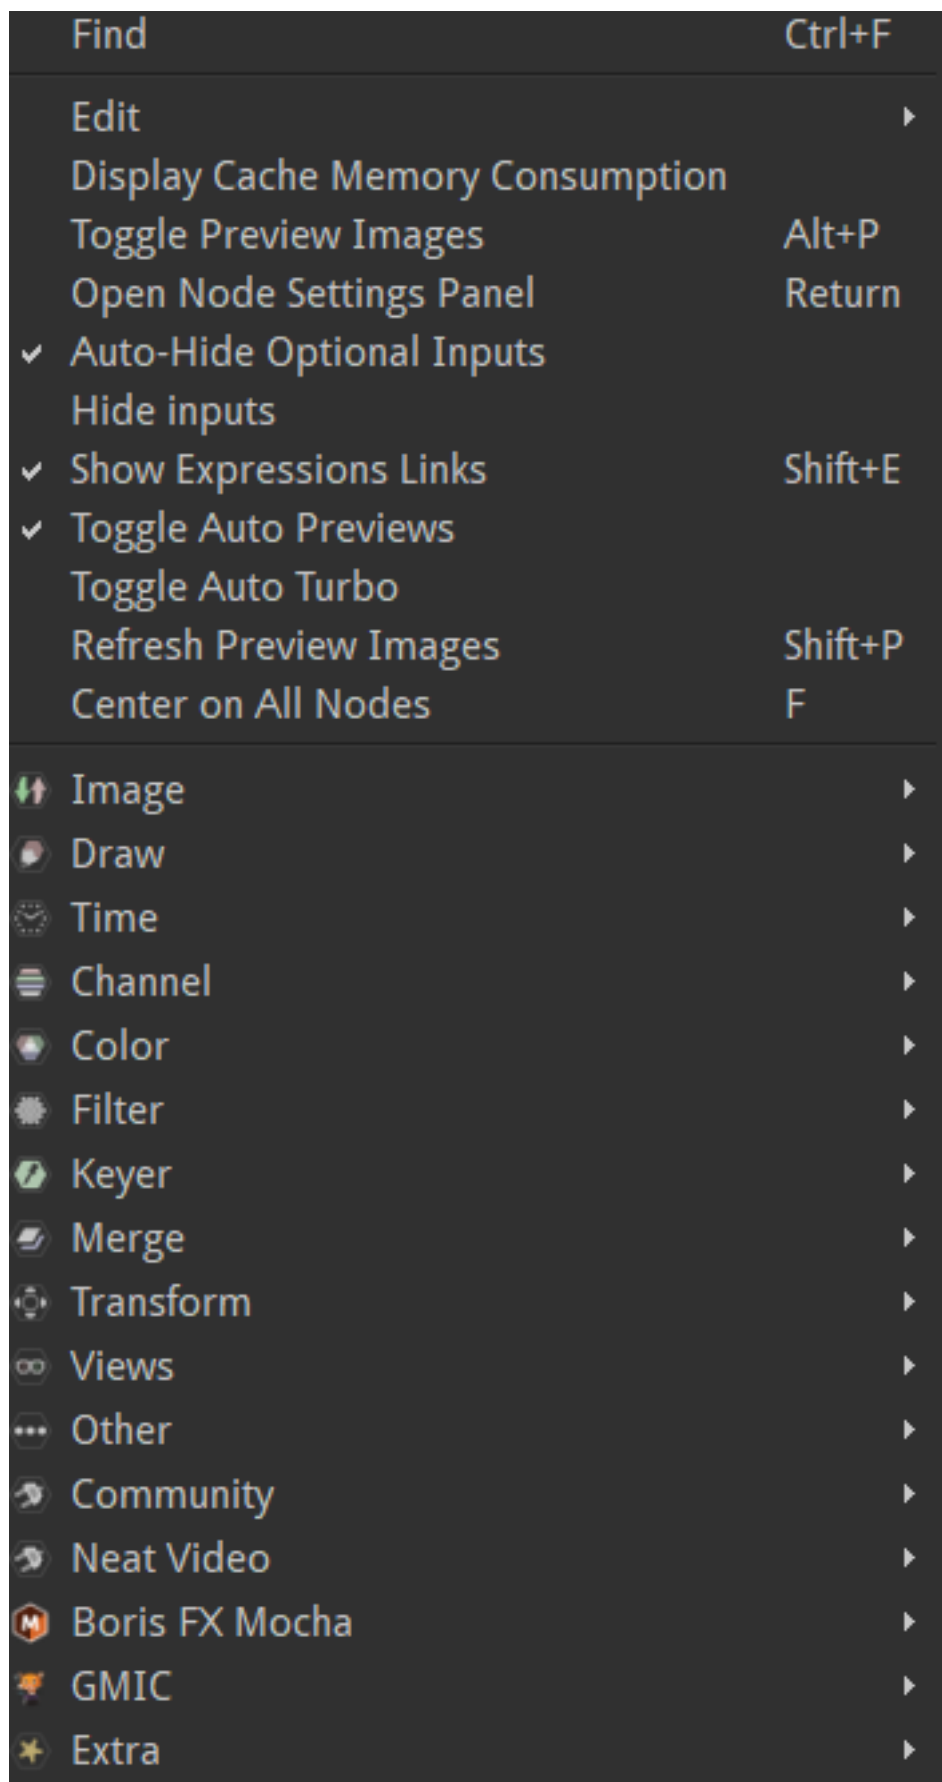 Find Ctrl+F
Edit
Display Cache Memory Consumption
Toggle Preview Images Alt+P
Open Node Settings Panel Return
Auto-Hide Optional Inputs
Hide inputs
Show Expressions Links Shift+E
Toggle Auto Previews
Toggle Auto Turbo
Refresh Preview Images Shift+P
Center on All Nodes F
Image
Draw
Time
Channel
Color
Filter
Keyer
Merge
Transform
Views
Other
Community
Neat Video
Boris FX Mocha
GMIC
Extra